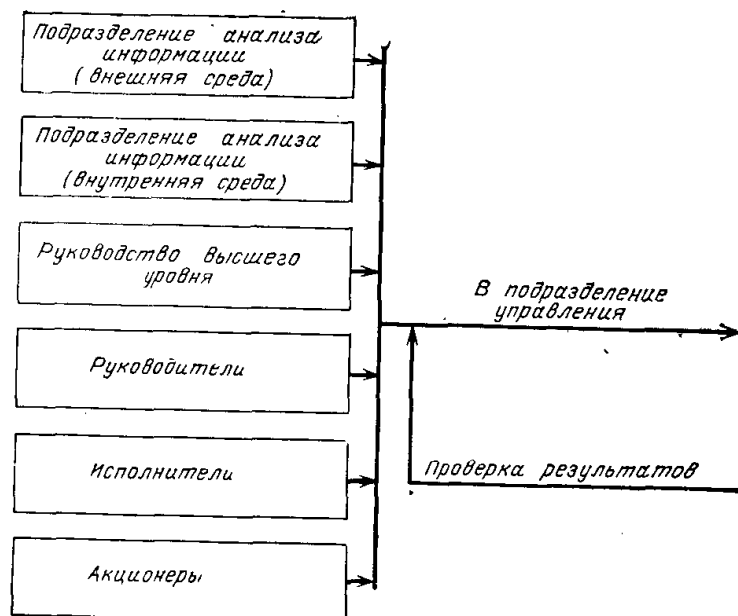 Подразделение анализа
информации
(внешняя среда)
Подразделение анализа
информации
(внутренняя среда)
Руководство высшего
уровня
В подразделение
управления
Руководители
Проверка результатов
Исполнители
Акционеры